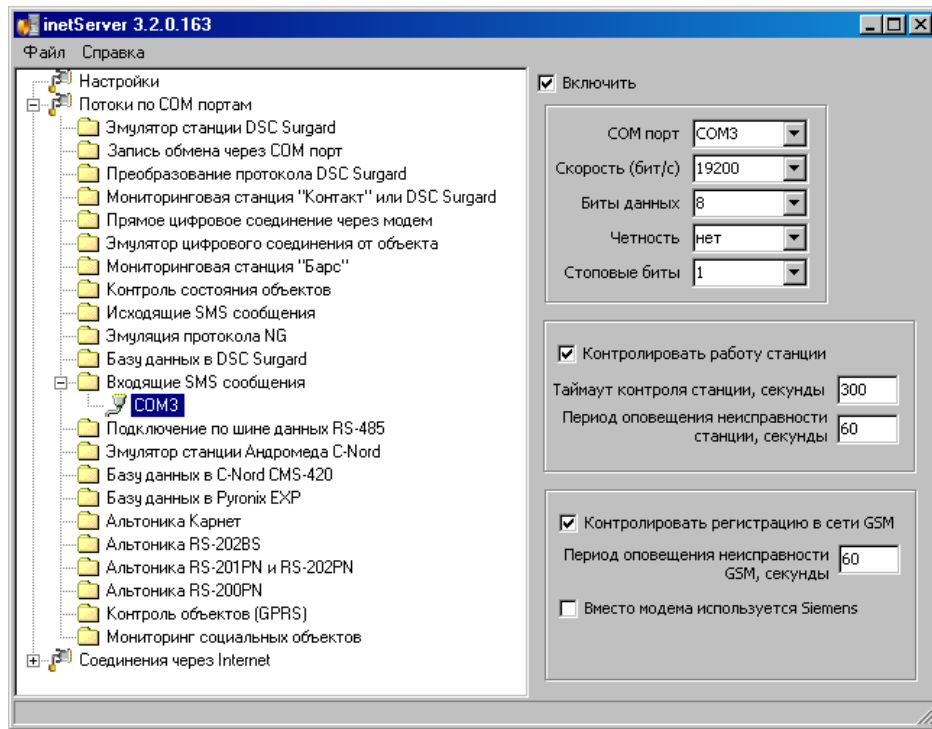 inetServer 3.2.0.163
Файл Справка
Настройки
Потоки по COM портам
Эмулятор станции DSC Surgard
Запись обмена через COM порт
Преобразование протокола DSC Surgard
Мониторинговая станция "Контакт" или DSC Surgard
Прямое цифровое соединение через модем
Эмулятор цифрового соединения от объекта
Мониторинговая станция "Барс"
Контроль состояния объектов
Исходящие SMS сообщения
Эмуляция протокола NG
Базу данных в DSC Surgard
Входящие SMS сообщения
COM3
Подключение по шине данных RS-485
Эмулятор станции Андромеда C-Nord
Базу данных в C-Nord CMS-420
Базу данных в Pyronix EXP
Альтоника Карнет
Альтоника RS-202BS
Альтоника RS-201PN и RS-202PN
Альтоника RS-200PN
Контроль объектов (GPRS)
Мониторинг социальных объектов
Соединения через Internet
Включить
COM порт COM3
Скорость (бит/с) 19200
Биты данных 8
Четность нет
Стоповые биты 1
Контролировать работу станции
Таймаут контроля станции, секунды 300
Период оповещения неисправности
станции, секунды 60
Контролировать регистрацию в сети GSM
Период оповещения неисправности
GSM, секунды 60
Вместо модема используется Siemens